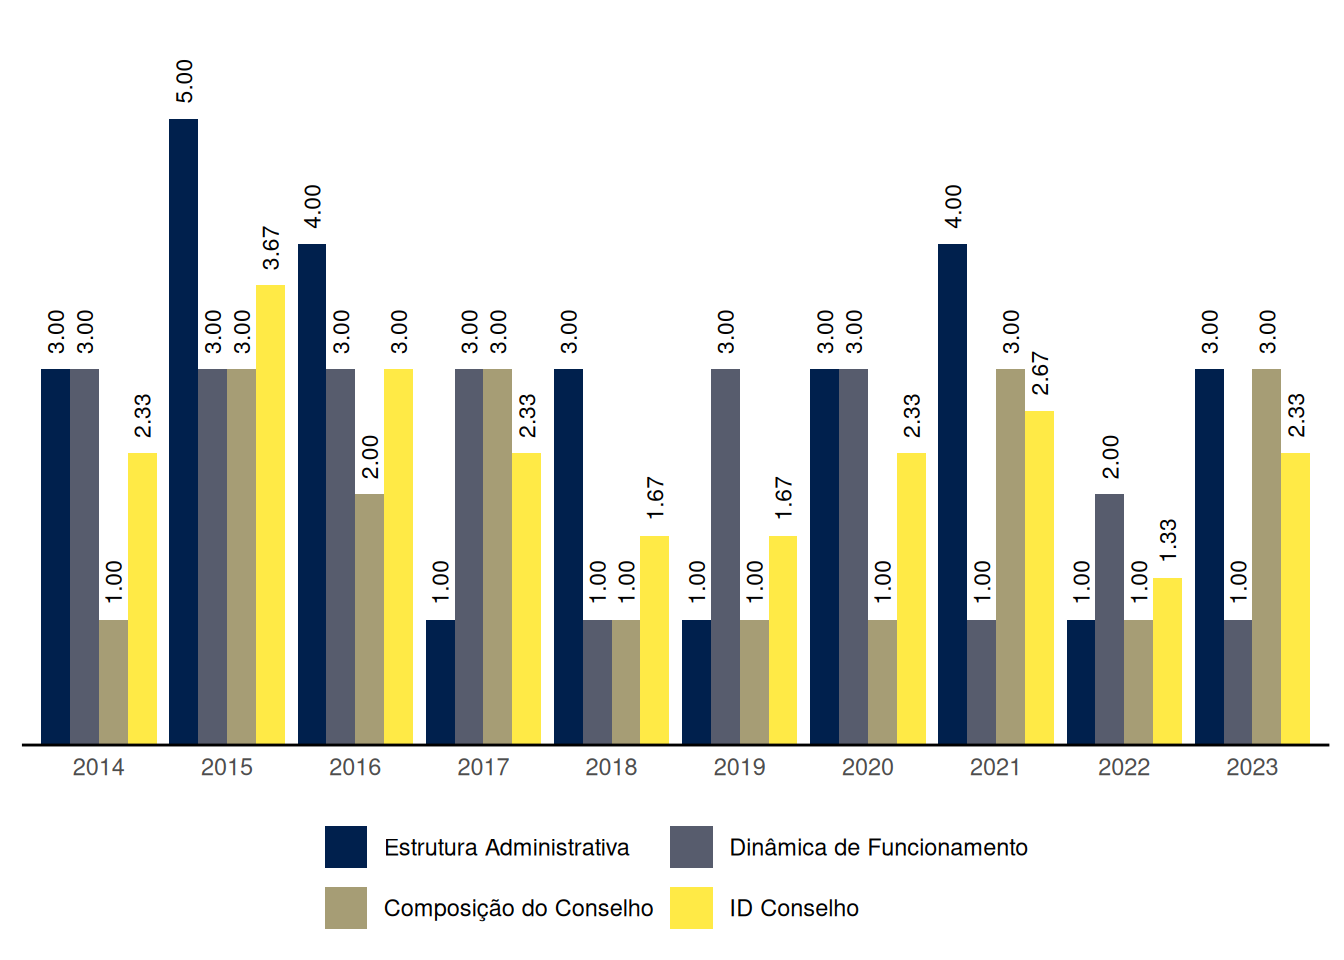 5.00
4.00 4.00
3.67
3.00 3.00 3.00 3.00 3.00 3.00 3.00 3.00 3.00 3.00 3.00 3.00 3.00 3.00 3.00
2.67
2.33 2.33 2.33 2.33
2.00 2.00
1.67 1.67
1.33
1.00 1.00 1.00 1.00 1.00 1.00 1.00 1.00 1.00 1.00 1.00
2014 2015 2016 2017 2018 2019 2020 2021 2022 2023
Estrutura Administrativa Dinâmica de Funcionamento
Composição do Conselho ID Conselho